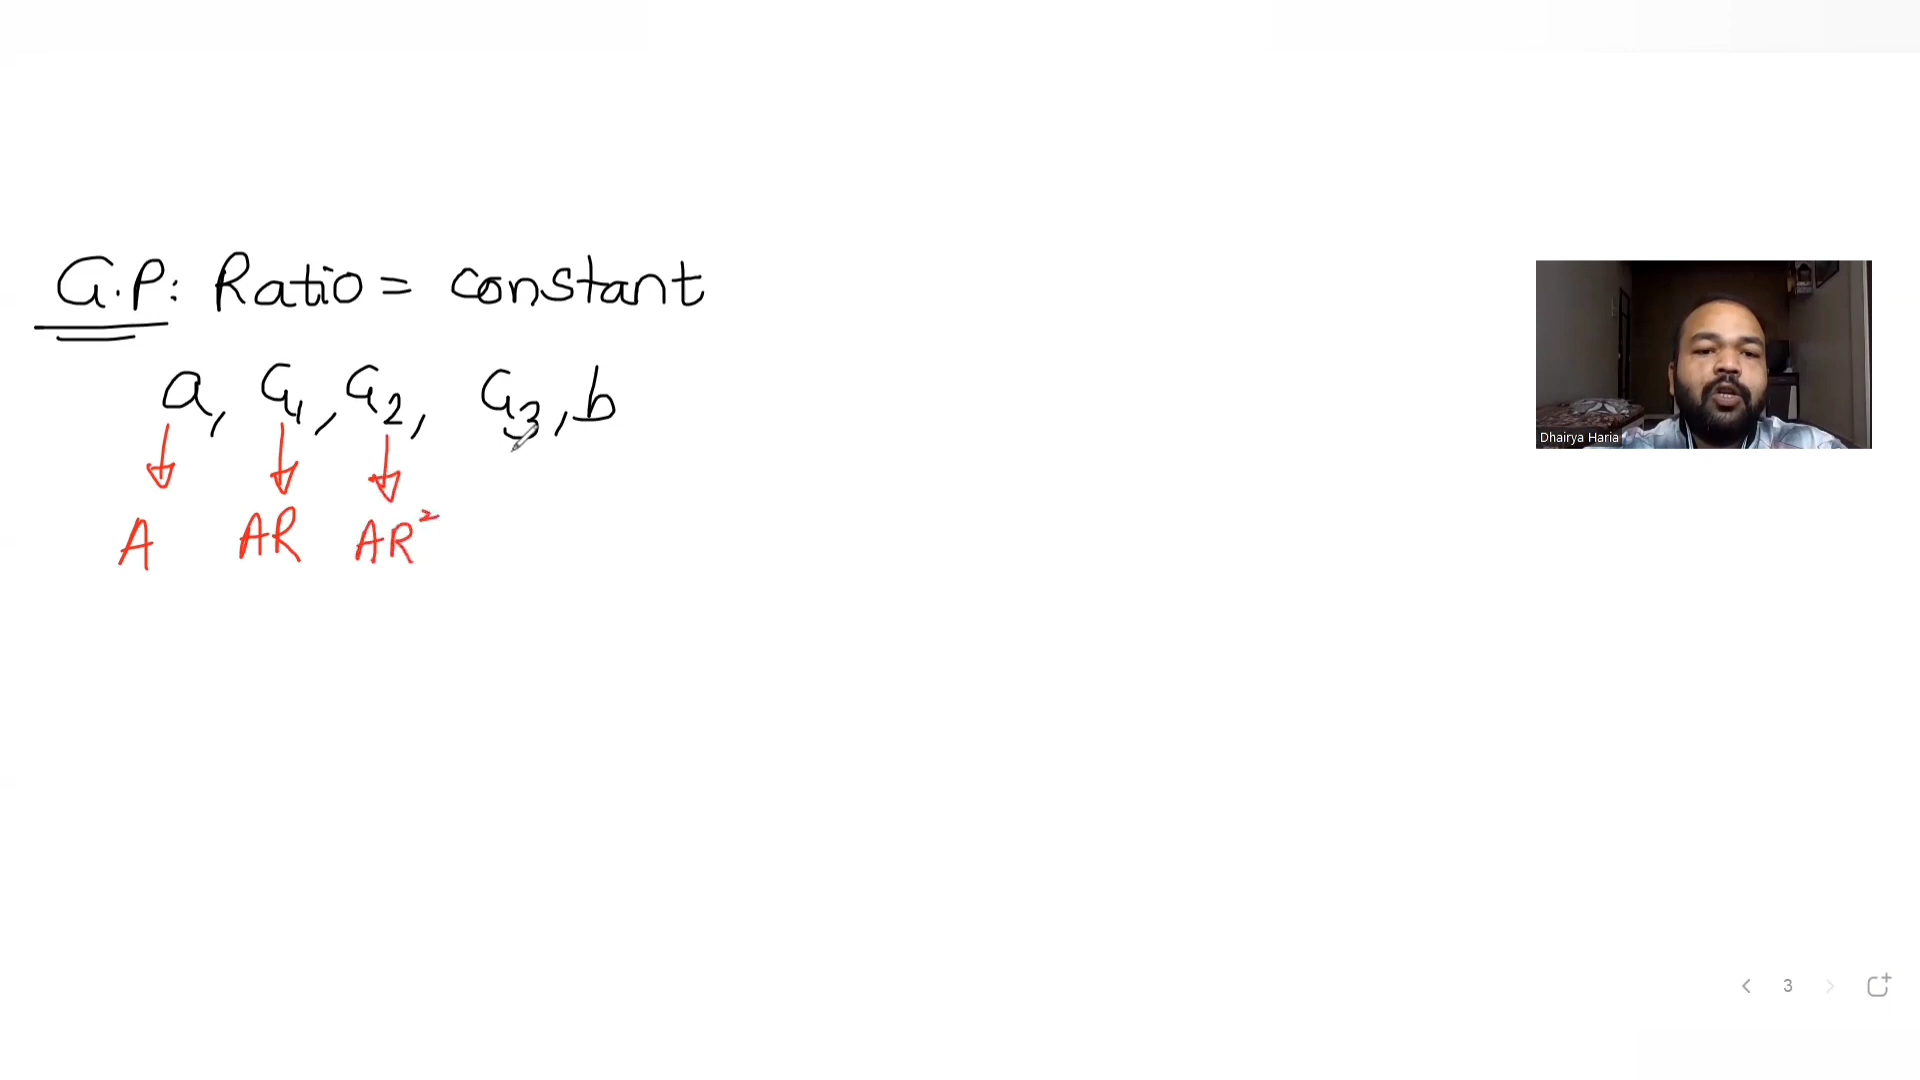 G.P: Ratio = constant
a, G₁, G₂, G₃, b
A AR AR²
Dhairya Haria
3